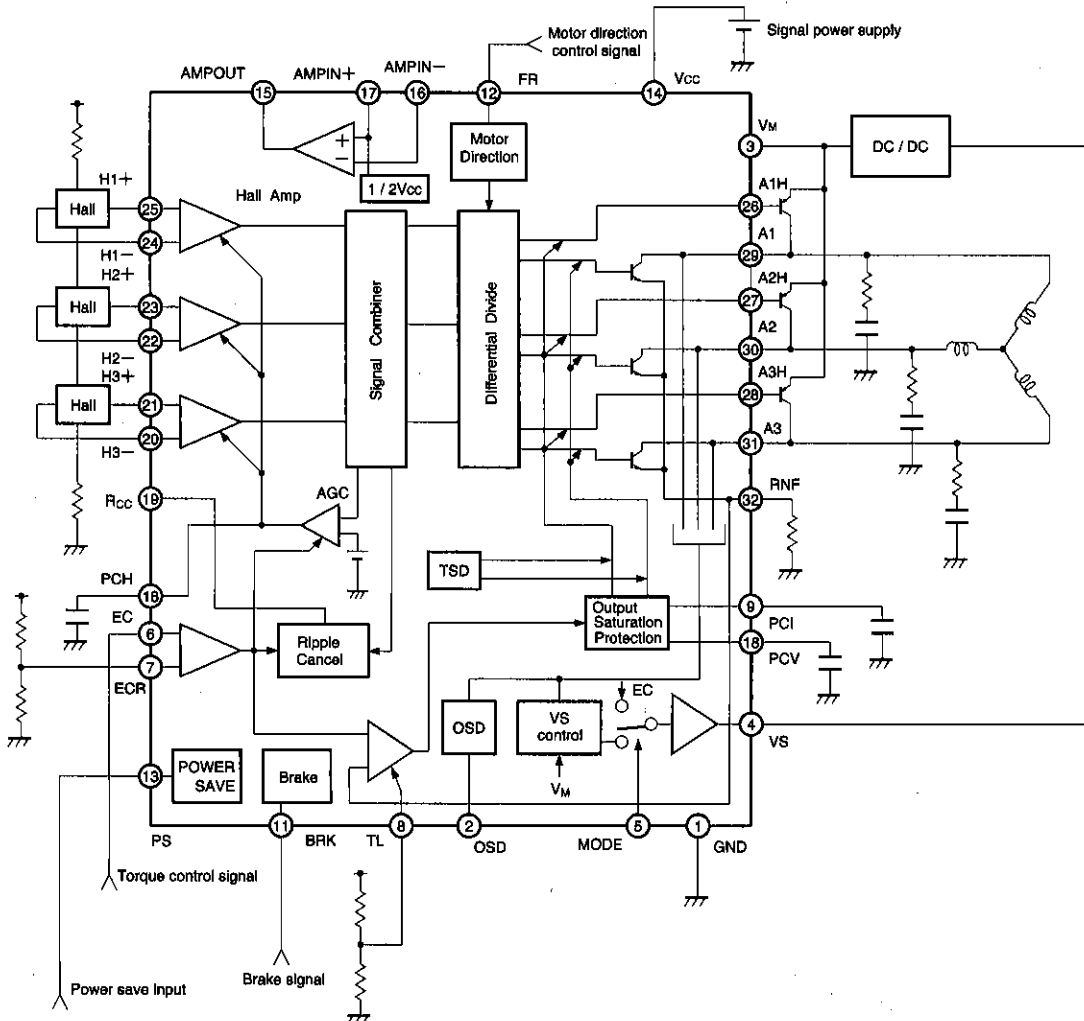 Motor direction
control signal
Signal power supply
AMPOUT
AMPIN+
AMPIN−
FR
VCC
15
17
16
12
14
VM
3
DC / DC
+
−
Motor
Direction
1 / 2Vcc
Hall Amp
H1+
Hall
25
24
H1−
H2+
Hall
23
22
H2−
H3+
Hall
21
20
H3−
Signal Combiner
Differential Divide
A1H
26
A1
29
A2H
27
A2
30
A3H
28
A3
31
RNF
32
RCC
19
AGC
TSD
PCH
18
EC
6
7
ECR
Ripple
Cancel
Output
Saturation
Protection
9
PCI
18
PCV
OSD
VS
control
EC
VM
4
VS
13
POWER
SAVE
Brake
PS
11
BRK
TL
8
2
OSD
MODE
5
1
GND
Torque control signal
Brake signal
Power save input